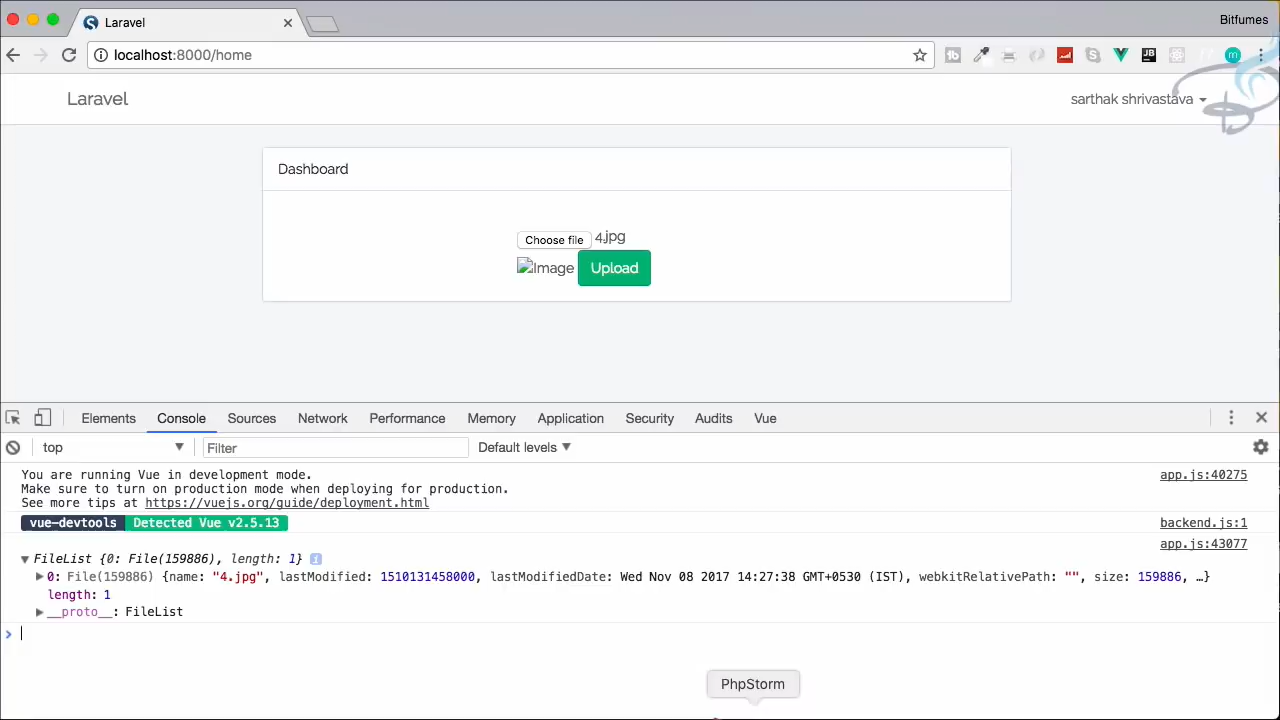 Laravel
Bitfumes
localhost:8000/home
Laravel
sarthak shrivastava
Dashboard
Choose file 4.jpg
Image Upload
Elements Console Sources Network Performance Memory Application Security Audits Vue
top Filter Default levels
You are running Vue in development mode. app.js:40275
Make sure to turn on production mode when deploying for production.
See more tips at https://vuejs.org/guide/deployment.html
vue-devtools Detected Vue v2.5.13 backend.js:1
app.js:43077
FileList {0: File(159886), length: 1}
0: File(159886) {name: "4.jpg", lastModified: 1510131458000, lastModifiedDate: Wed Nov 08 2017 14:27:38 GMT+0530 (IST), webkitRelativePath: "", size: 159886, …}
length: 1
__proto__: FileList
PhpStorm